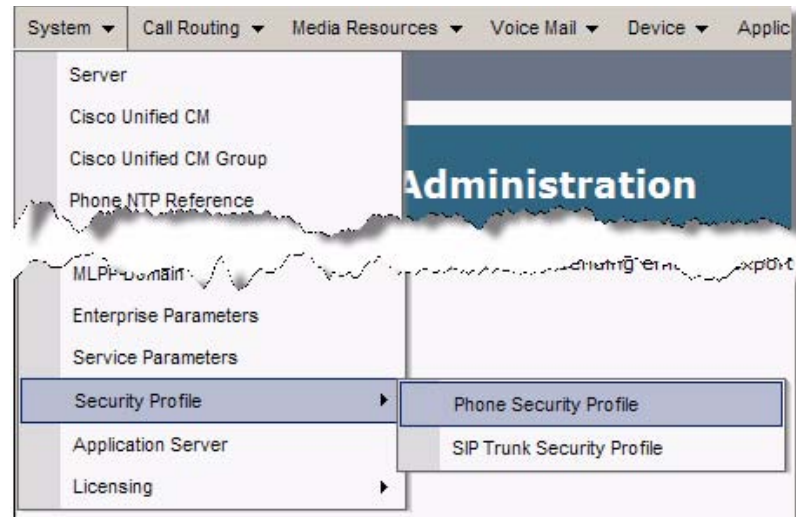 System Call Routing Media Resources Voice Mail Device Applic
Server
Cisco Unified CM
Cisco Unified CM Group
Administration
Phone NTP Reference
MLPP Domain
Enterprise Parameters
Service Parameters
Security Profile
Phone Security Profile
Application Server
SIP Trunk Security Profile
Licensing